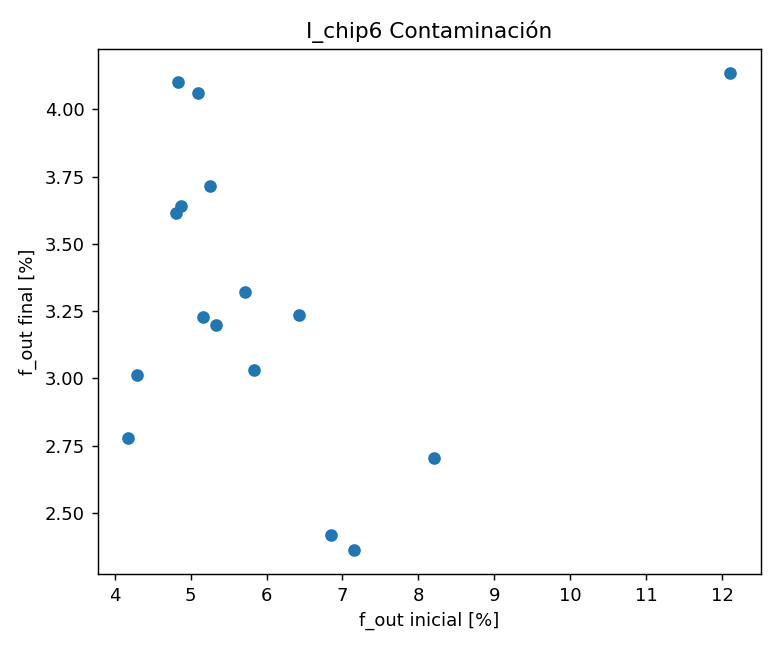 I_chip6 Contaminación
4.00
3.75
3.50
3.25
3.00
2.75
2.50
f_out final [%]
4 5 6 7 8 9 10 11 12
f_out inicial [%]